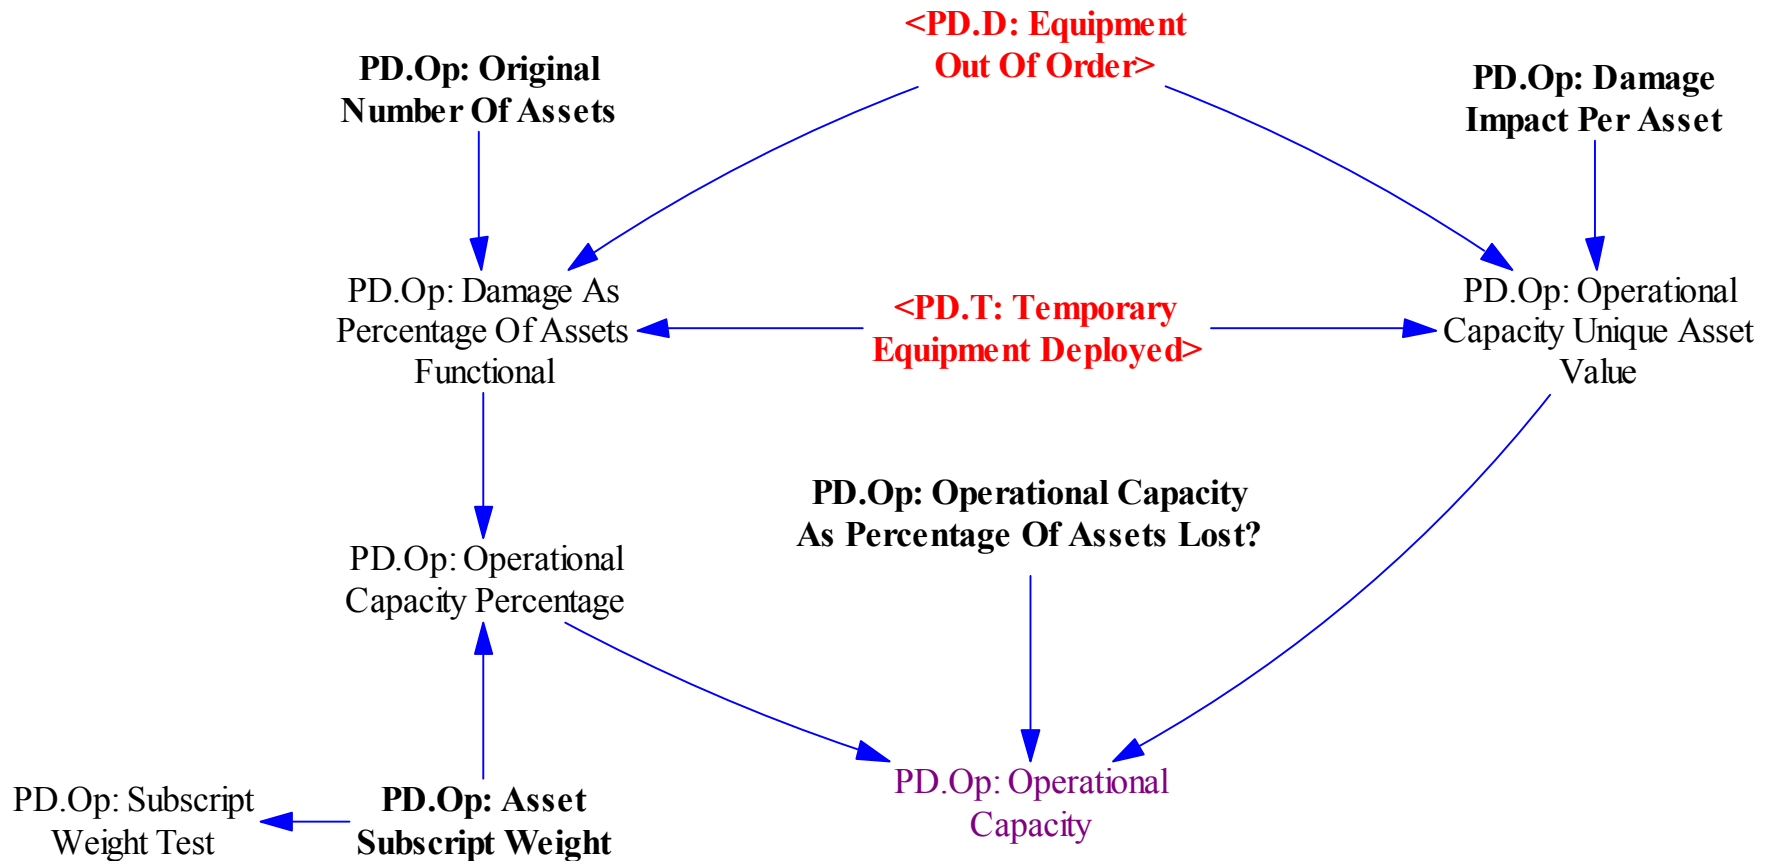 <PD.D: Equipment
Out Of Order>
PD.Op: Original
Number Of Assets
PD.Op: Damage
Impact Per Asset
PD.Op: Damage As
Percentage Of Assets
Functional
<PD.T: Temporary
Equipment Deployed>
PD.Op: Operational
Capacity Unique Asset
Value
PD.Op: Operational Capacity
As Percentage Of Assets Lost?
PD.Op: Operational
Capacity Percentage
PD.Op: Subscript
Weight Test
PD.Op: Asset
Subscript Weight
PD.Op: Operational
Capacity